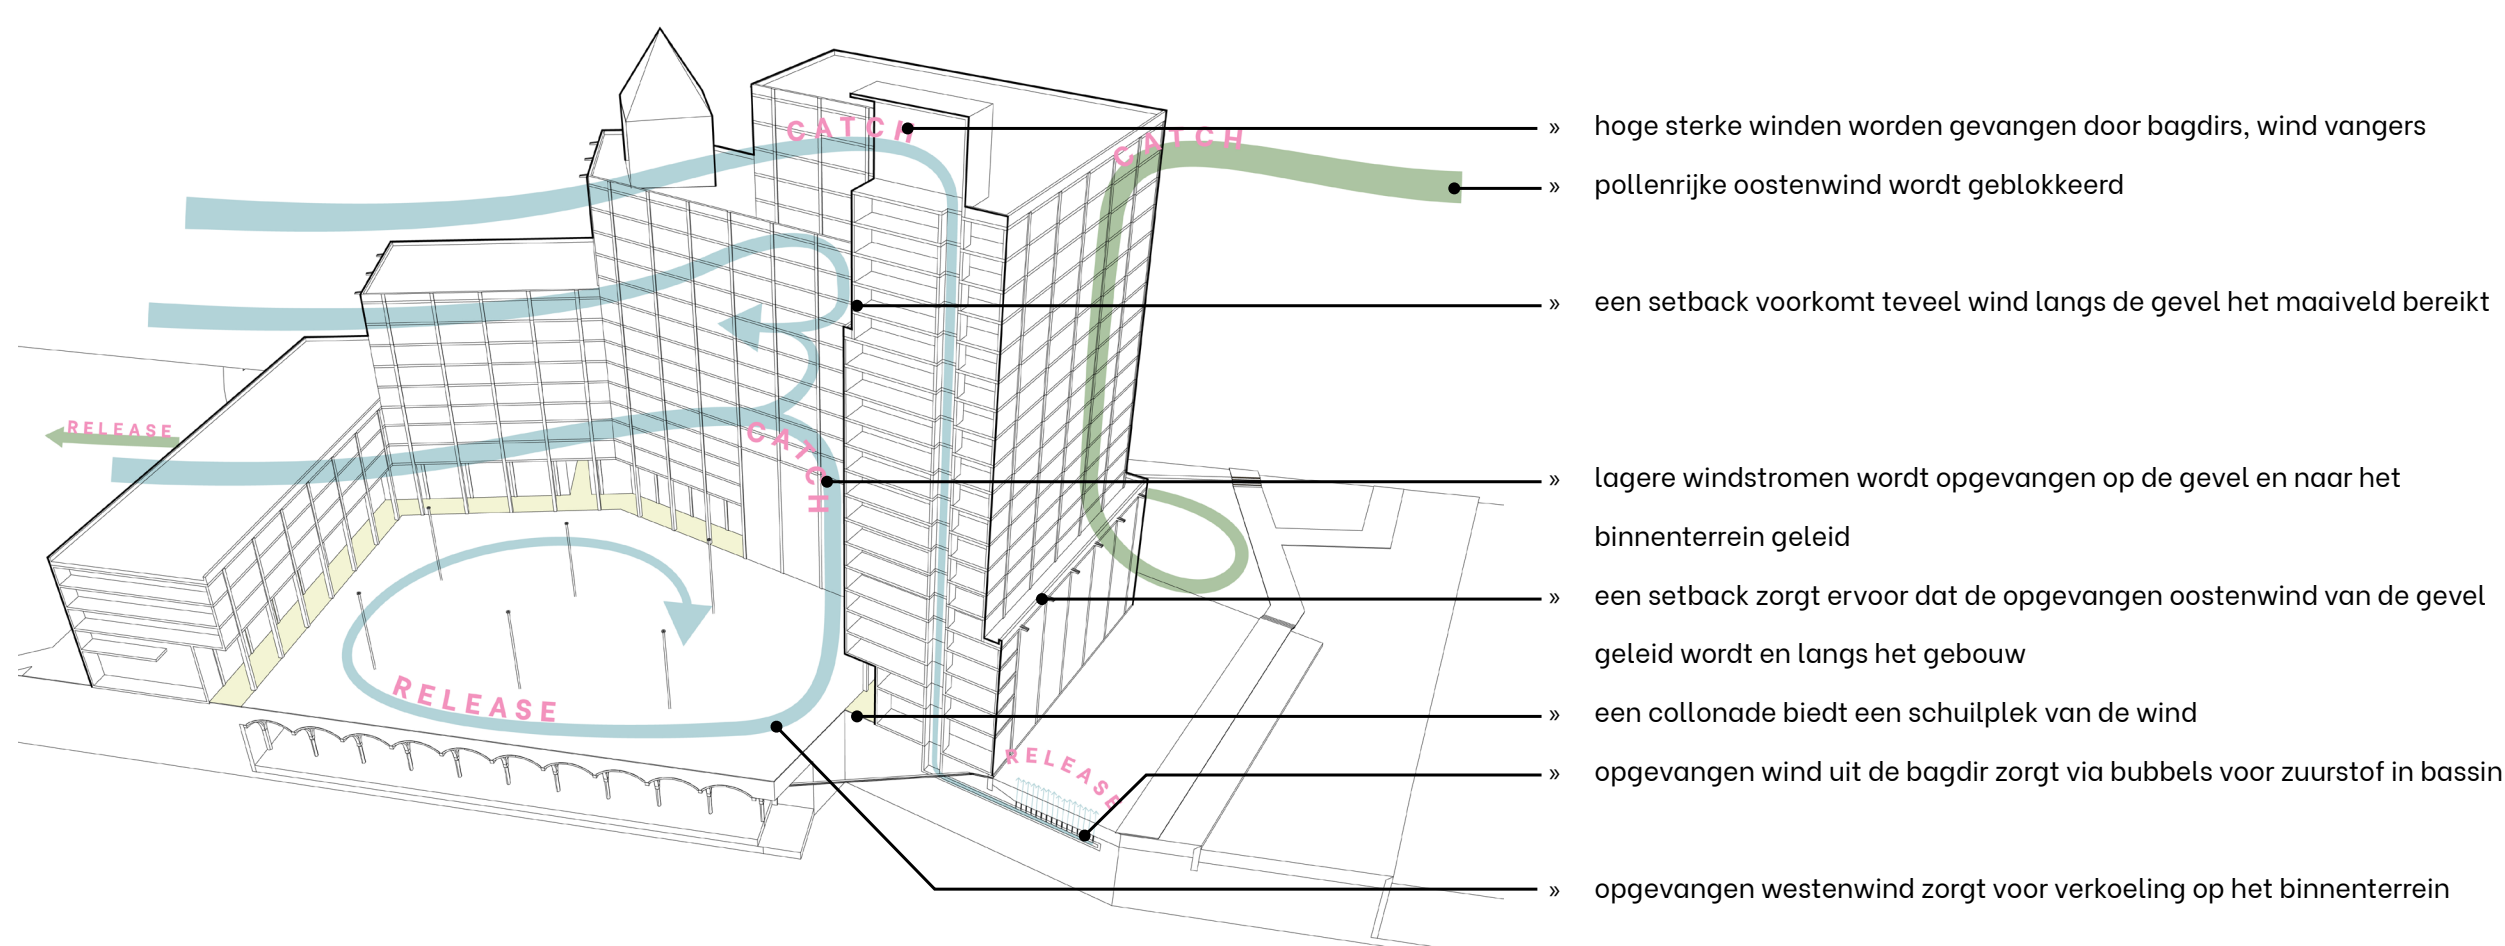 CATCH
CATCH
» hoge sterke winden worden gevangen door bagdirs, wind vangers
» pollenrijke oostenwind wordt geblokkeerd
» een setback voorkomt teveel wind langs de gevel het maaiveld bereikt
RELEASE
CATCH
» lagere windstromen wordt opgevangen op de gevel en naar het
binnenterrein geleid
» een setback zorgt ervoor dat de opgevangen oostenwind van de gevel
geleid wordt en langs het gebouw
RELEASE
» een collonade biedt een schuilplek van de wind
RELEASE
» opgevangen wind uit de bagdir zorgt via bubbels voor zuurstof in bassin
» opgevangen westenwind zorgt voor verkoeling op het binnenterrein